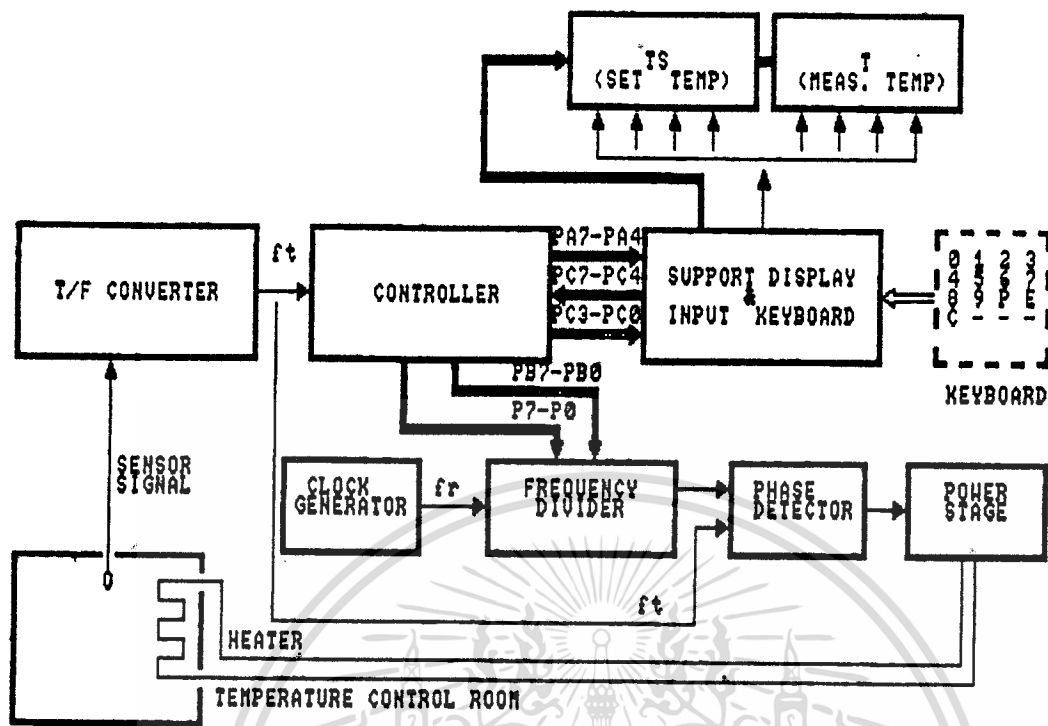 TS
(SET TEMP)
T
(MEAS. TEMP)
T/F CONVERTER
ft
CONTROLLER
PA7-PA4
PC7-PC4
PC3-PC0
SUPPORT DISPLAY
&
INPUT KEYBOARD
0 1 2 3
4 5 6 7
8 9 P E
C - - -
KEYBOARD
PB7-PB0
P7-P0
SENSOR
SIGNAL
CLOCK
GENERATOR
fr
FREQUENCY
DIVIDER
PHASE
DETECTOR
POWER
STAGE
ft
HEATER
TEMPERATURE CONTROL ROOM